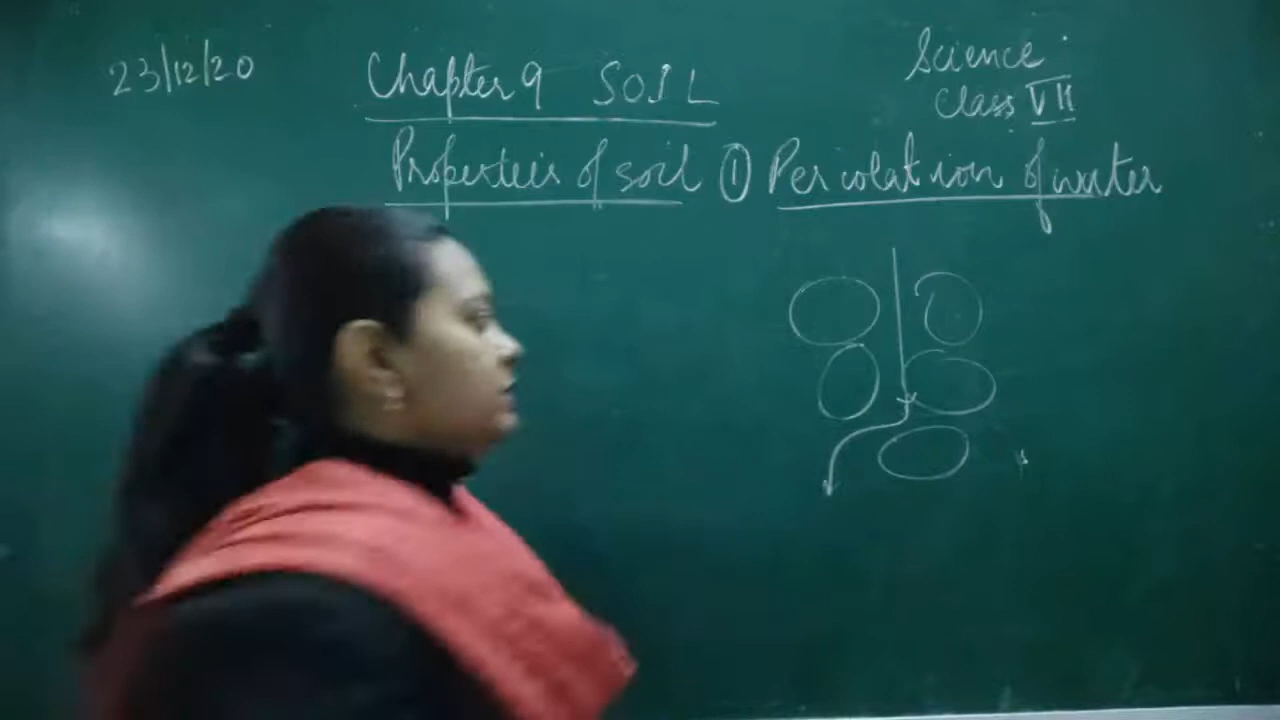 23/12/20
Chapter 9 SOIL
Science
Class VII
Properties of soil ① Percolation of water